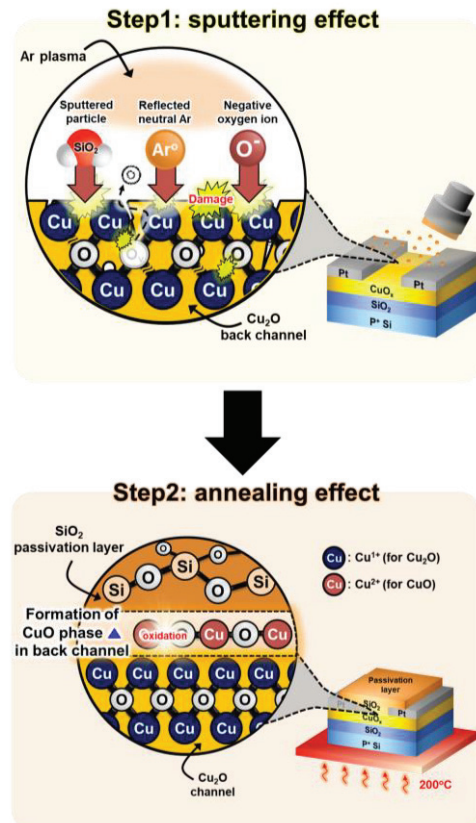 Step1: sputtering effect
Ar plasma
Sputtered
particle
Reflected
neutral Ar
Negative
oxygen ion
SiO₂
Ar⁰
O⁻
Damage
O
Cu Cu Cu Cu Cu
O O O O
Cu Cu Cu Cu
Cu₂O
back channel
Pt
Pt
CuOₓ
SiO₂
P⁺ Si
Step2: annealing effect
SiO₂
passivation layer
O O
Si Si Si
O O
Cu : Cu¹⁺ (for Cu₂O)
Cu : Cu²⁺ (for CuO)
Formation of
CuO phase ▲
in back channel
oxidation
Cu O Cu
Cu Cu Cu Cu Cu
O O O O
Cu Cu Cu Cu
Cu₂O
channel
Passivation
layer
Pt
SiO₂
Pt
CuOₓ
SiO₂
P⁺ Si
200°C